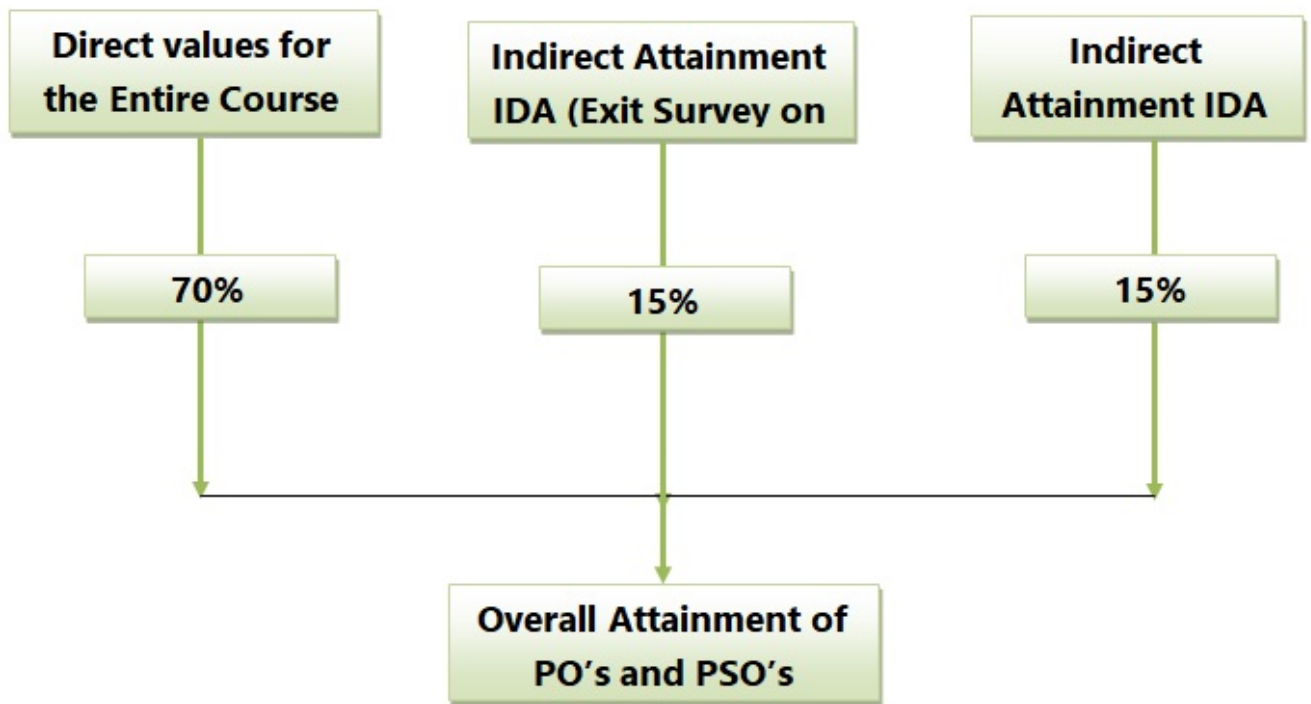 Direct values for
the Entire Course
Indirect Attainment
IDA (Exit Survey on
Indirect
Attainment IDA
70%
15%
15%
Overall Attainment of
PO’s and PSO’s